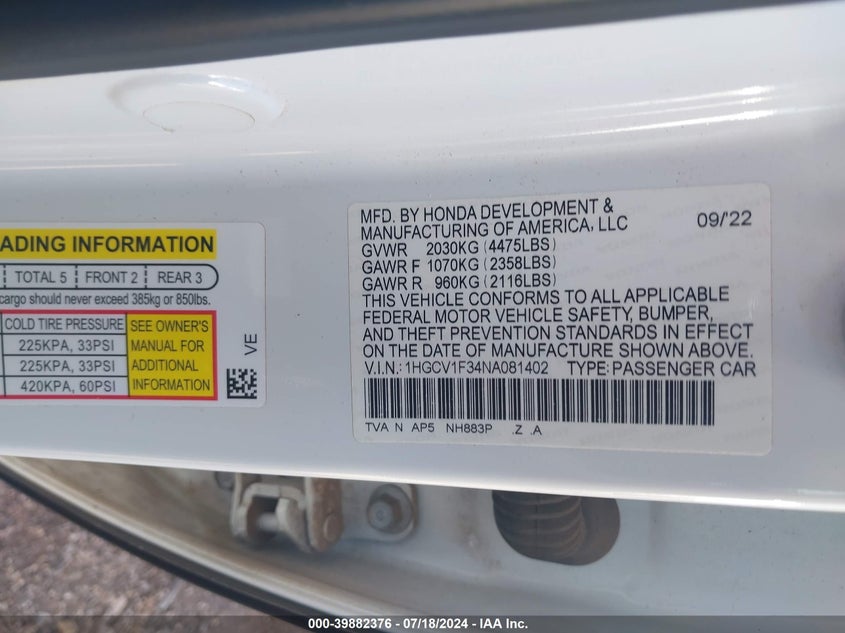 ADING INFORMATION
TOTAL 5 FRONT 2 REAR 3
cargo should never exceed 385kg or 850lbs.
COLD TIRE PRESSURE
225KPA, 33PSI
225KPA, 33PSI
420KPA, 60PSI
SEE OWNER'S
MANUAL FOR
ADDITIONAL
INFORMATION
VE
MFD. BY HONDA DEVELOPMENT &
MANUFACTURING OF AMERICA, LLC 09/'22
GVWR 2030KG (4475LBS)
GAWR F 1070KG (2358LBS)
GAWR R 960KG (2116LBS)
THIS VEHICLE CONFORMS TO ALL APPLICABLE
FEDERAL MOTOR VEHICLE SAFETY, BUMPER,
AND THEFT PREVENTION STANDARDS IN EFFECT
ON THE DATE OF MANUFACTURE SHOWN ABOVE.
V.I.N.: 1HGCV1F34NA081402 TYPE: PASSENGER CAR
TVA N AP5 NH883P .Z .A
000-39882376 - 07/18/2024 - IAA Inc.